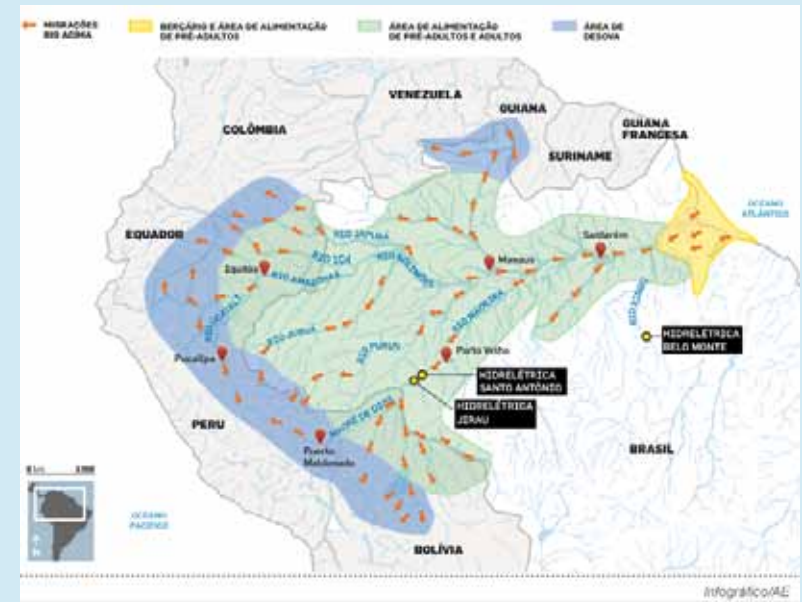 MIGRAÇÕES
RIO ACIMA
BERÇÁRIO E ÁREA DE ALIMENTAÇÃO
DE PRÉ-ADULTOS
ÁREA DE ALIMENTAÇÃO
DE PRÉ-ADULTOS E ADULTOS
ÁREA DE
DESOVA
VENEZUELA
GUIANA
COLÔMBIA
GUIANA
FRANCESA
SURINAME
OCEANO
ATLÂNTICO
EQUADOR
RIO JAPURÁ
Santarém
RIO IÇA
Manaus
Iquitos
RIO AMAZONAS
RIO SOLIMÕES
RIO XINGU
RIO MADEIRA
RIO UCAYALI
RIO JURUÁ
RIO PURUS
HIDRELÉTRICA
BELO MONTE
Pucallpa
Porto Velho
HIDRELÉTRICA
SANTO ANTÔNIO
HIDRELÉTRICA
JIRAU
MADRE DE DIOS
PERU
BRASIL
Puerto
Maldonado
OCEANO
PACÍFICO
BOLÍVIA
Infográfico/AE